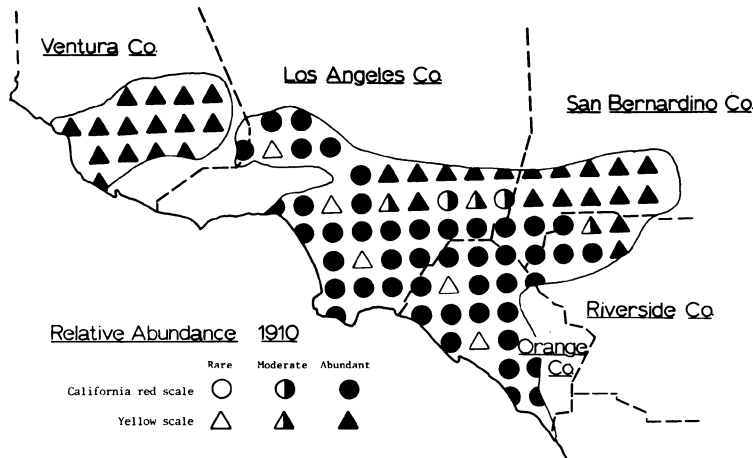 Ventura Co.
Los Angeles Co.
San Bernardino Co.
Riverside Co.
Orange
Co.
Relative Abundance 1910
Rare Moderate Abundant
California red scale
Yellow scale